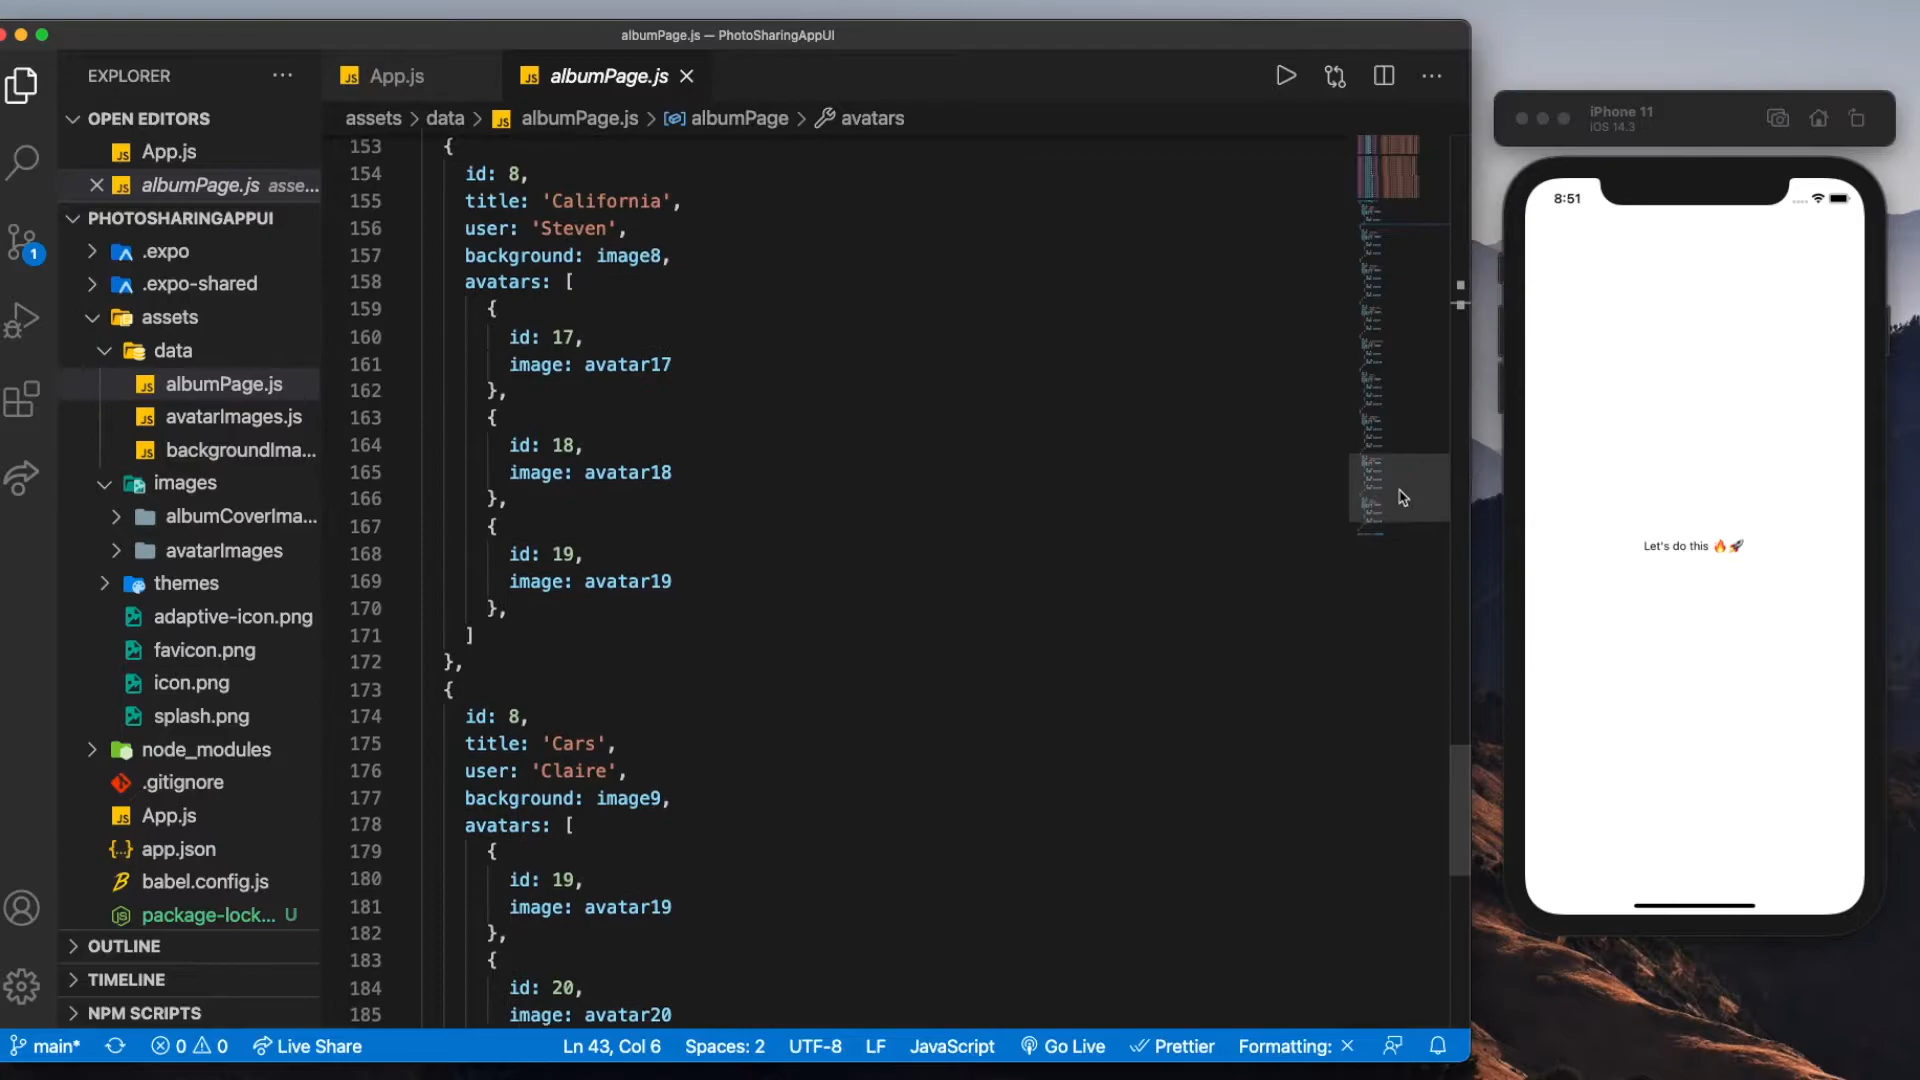 albumPage.js — PhotoSharingAppUI
EXPLORER
OPEN EDITORS
App.js
albumPage.js asse...
PHOTOSHARINGAPPUI
.expo
.expo-shared
assets
data
albumPage.js
avatarImages.js
backgroundIma...
images
albumCoverIma...
avatarImages
themes
adaptive-icon.png
favicon.png
icon.png
splash.png
node_modules
.gitignore
App.js
app.json
babel.config.js
package-lock... U
OUTLINE
TIMELINE
NPM SCRIPTS
1
App.js
albumPage.js
assets > data > albumPage.js > albumPage > avatars
153 {
154 id: 8,
155 title: 'California',
156 user: 'Steven',
157 background: image8,
158 avatars: [
159 {
160 id: 17,
161 image: avatar17
162 },
163 {
164 id: 18,
165 image: avatar18
166 },
167 {
168 id: 19,
169 image: avatar19
170 },
171 ]
172 },
173 {
174 id: 8,
175 title: 'Cars',
176 user: 'Claire',
177 background: image9,
178 avatars: [
179 {
180 id: 19,
181 image: avatar19
182 },
183 {
184 id: 20,
185 image: avatar20
main* 0 0 Live Share Ln 43, Col 6 Spaces: 2 UTF-8 LF JavaScript Go Live Prettier Formatting: ×
iPhone 11
iOS 14.3
8:51
Let's do this 🔥🚀